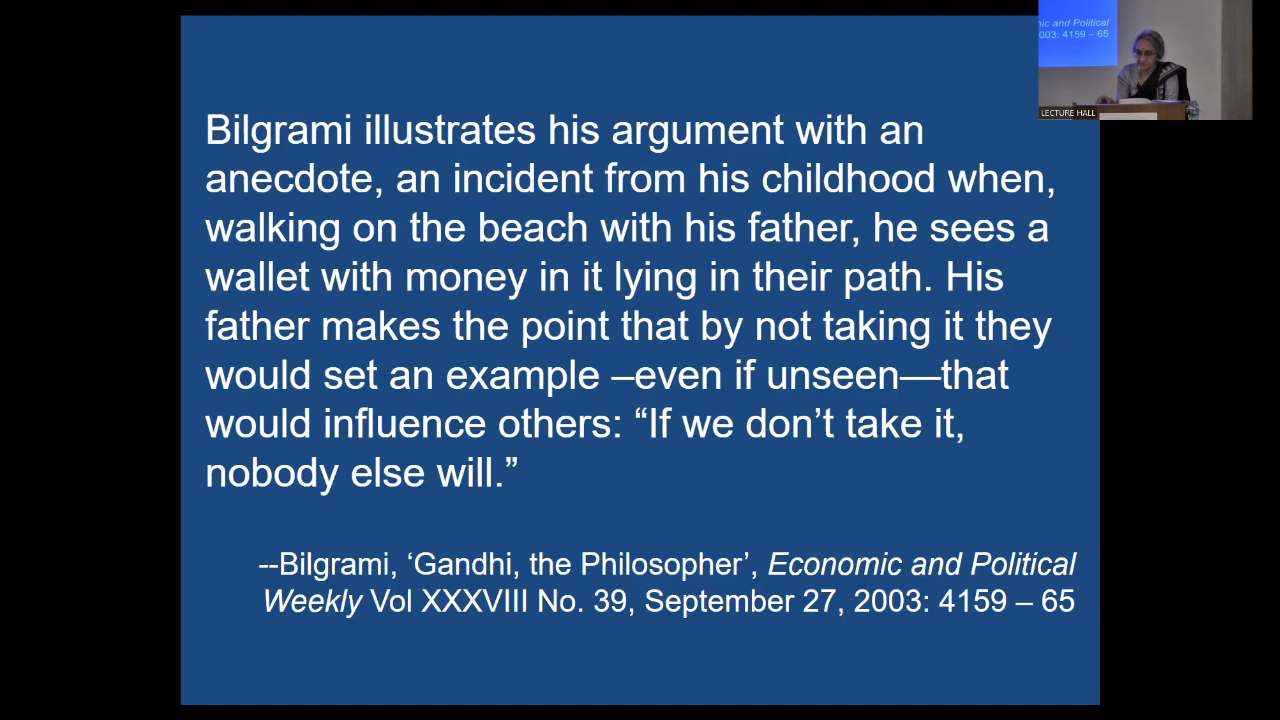 Bilgrami illustrates his argument with an
anecdote, an incident from his childhood when,
walking on the beach with his father, he sees a
wallet with money in it lying in their path. His
father makes the point that by not taking it they
would set an example –even if unseen—that
would influence others: “If we don’t take it,
nobody else will.”
--Bilgrami, ‘Gandhi, the Philosopher’, Economic and Political
Weekly Vol XXXVIII No. 39, September 27, 2003: 4159 – 65
nic and Political
003: 4159 – 65
LECTURE HALL